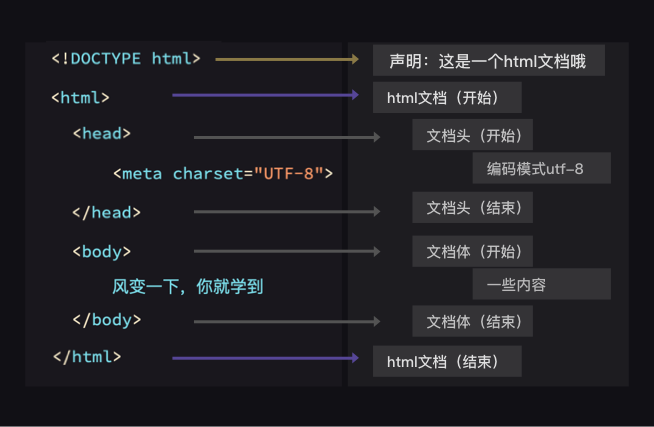 <!DOCTYPE html> 声明：这是一个html文档哦
<html> html文档（开始）
<head> 文档头（开始）
<meta charset="UTF-8"> 编码模式utf-8
</head> 文档头（结束）
<body> 文档体（开始）
风变一下，你就学到 一些内容
</body> 文档体（结束）
</html> html文档（结束）